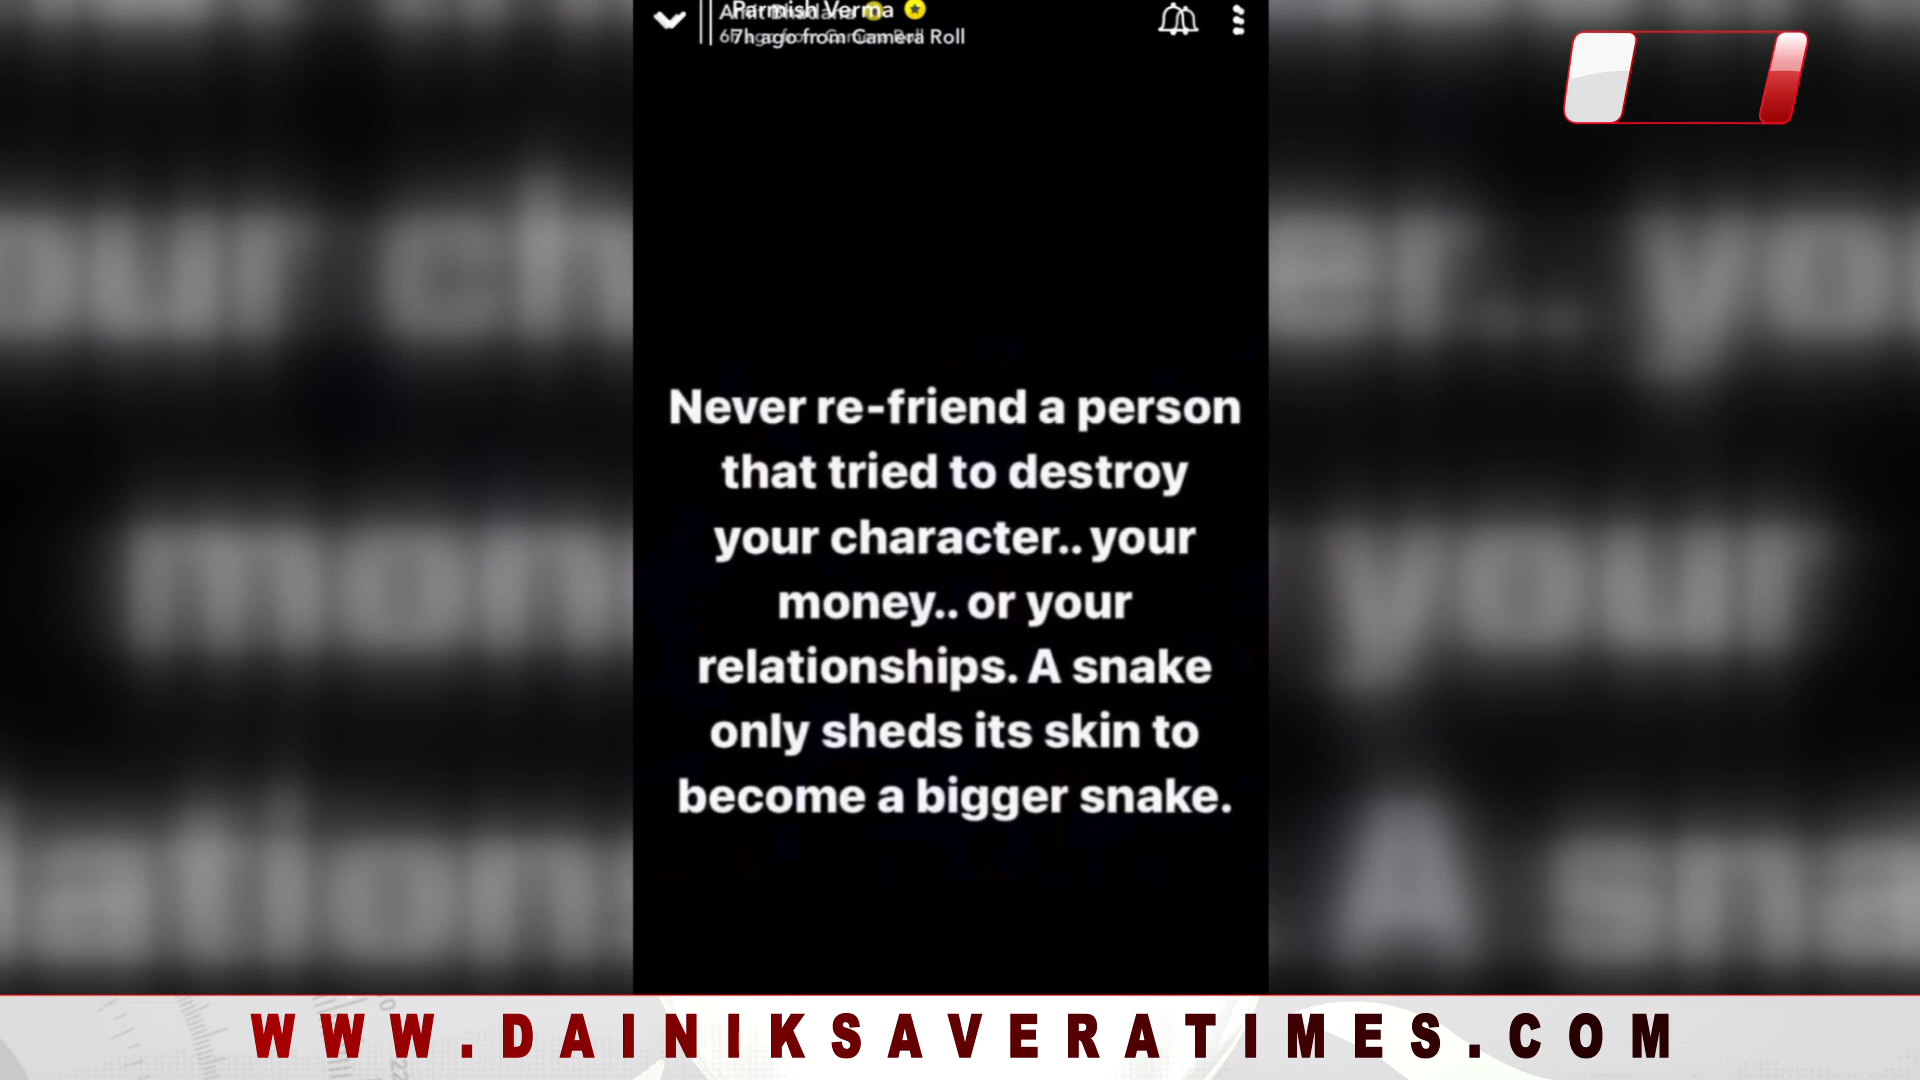 Parmish Verma
7h ago from Camera Roll
Never re-friend a person
that tried to destroy
your character.. your
money.. or your
relationships. A snake
only sheds its skin to
become a bigger snake.
WWW.DAINIKSAVERATIMES.COM